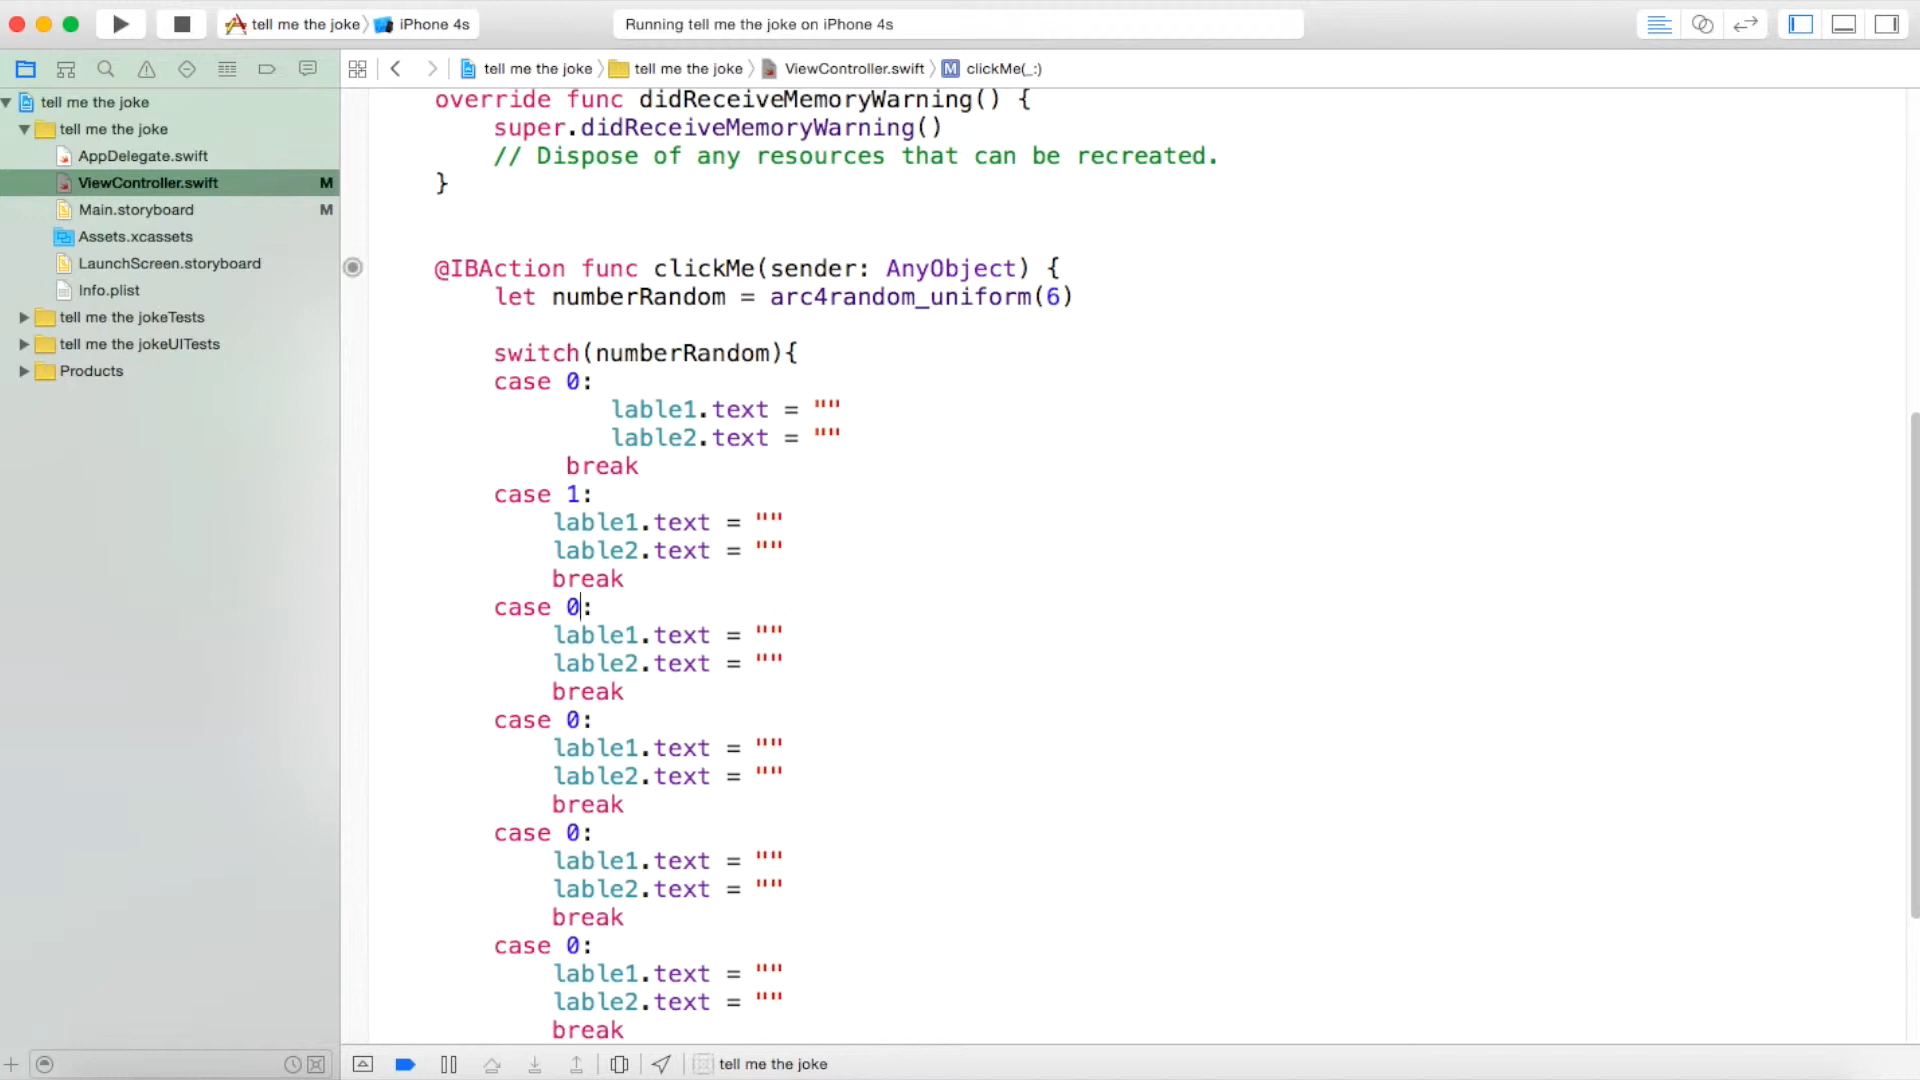 tell me the joke
iPhone 4s
Running tell me the joke on iPhone 4s
tell me the joke
tell me the joke
ViewController.swift
M
clickMe(_:)
tell me the joke
tell me the joke
AppDelegate.swift
ViewController.swift
M
Main.storyboard
M
Assets.xcassets
LaunchScreen.storyboard
Info.plist
tell me the jokeTests
tell me the jokeUITests
Products
override func didReceiveMemoryWarning() {
super.didReceiveMemoryWarning()
// Dispose of any resources that can be recreated.
}
@IBAction func clickMe(sender: AnyObject) {
let numberRandom = arc4random_uniform(6)
switch(numberRandom){
case 0:
lable1.text = ""
lable2.text = ""
break
case 1:
lable1.text = ""
lable2.text = ""
break
case 0:
lable1.text = ""
lable2.text = ""
break
case 0:
lable1.text = ""
lable2.text = ""
break
case 0:
lable1.text = ""
lable2.text = ""
break
case 0:
lable1.text = ""
lable2.text = ""
break
tell me the joke